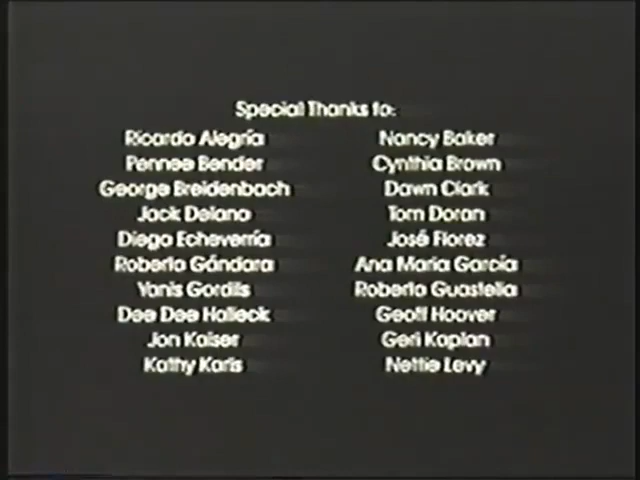 Special Thanks to:
Ricardo Alegría Nancy Baker
Pennee Bender Cynthia Brown
George Breidenbach Dawn Clark
Jack Delano Tom Doran
Diego Echeverría José Florez
Roberto Gándara Ana María García
Yanis Gordils Roberto Guastella
Dee Dee Halleck Geoff Hoover
Jon Kaiser Geri Kaplan
Kathy Karis Nettie Levy